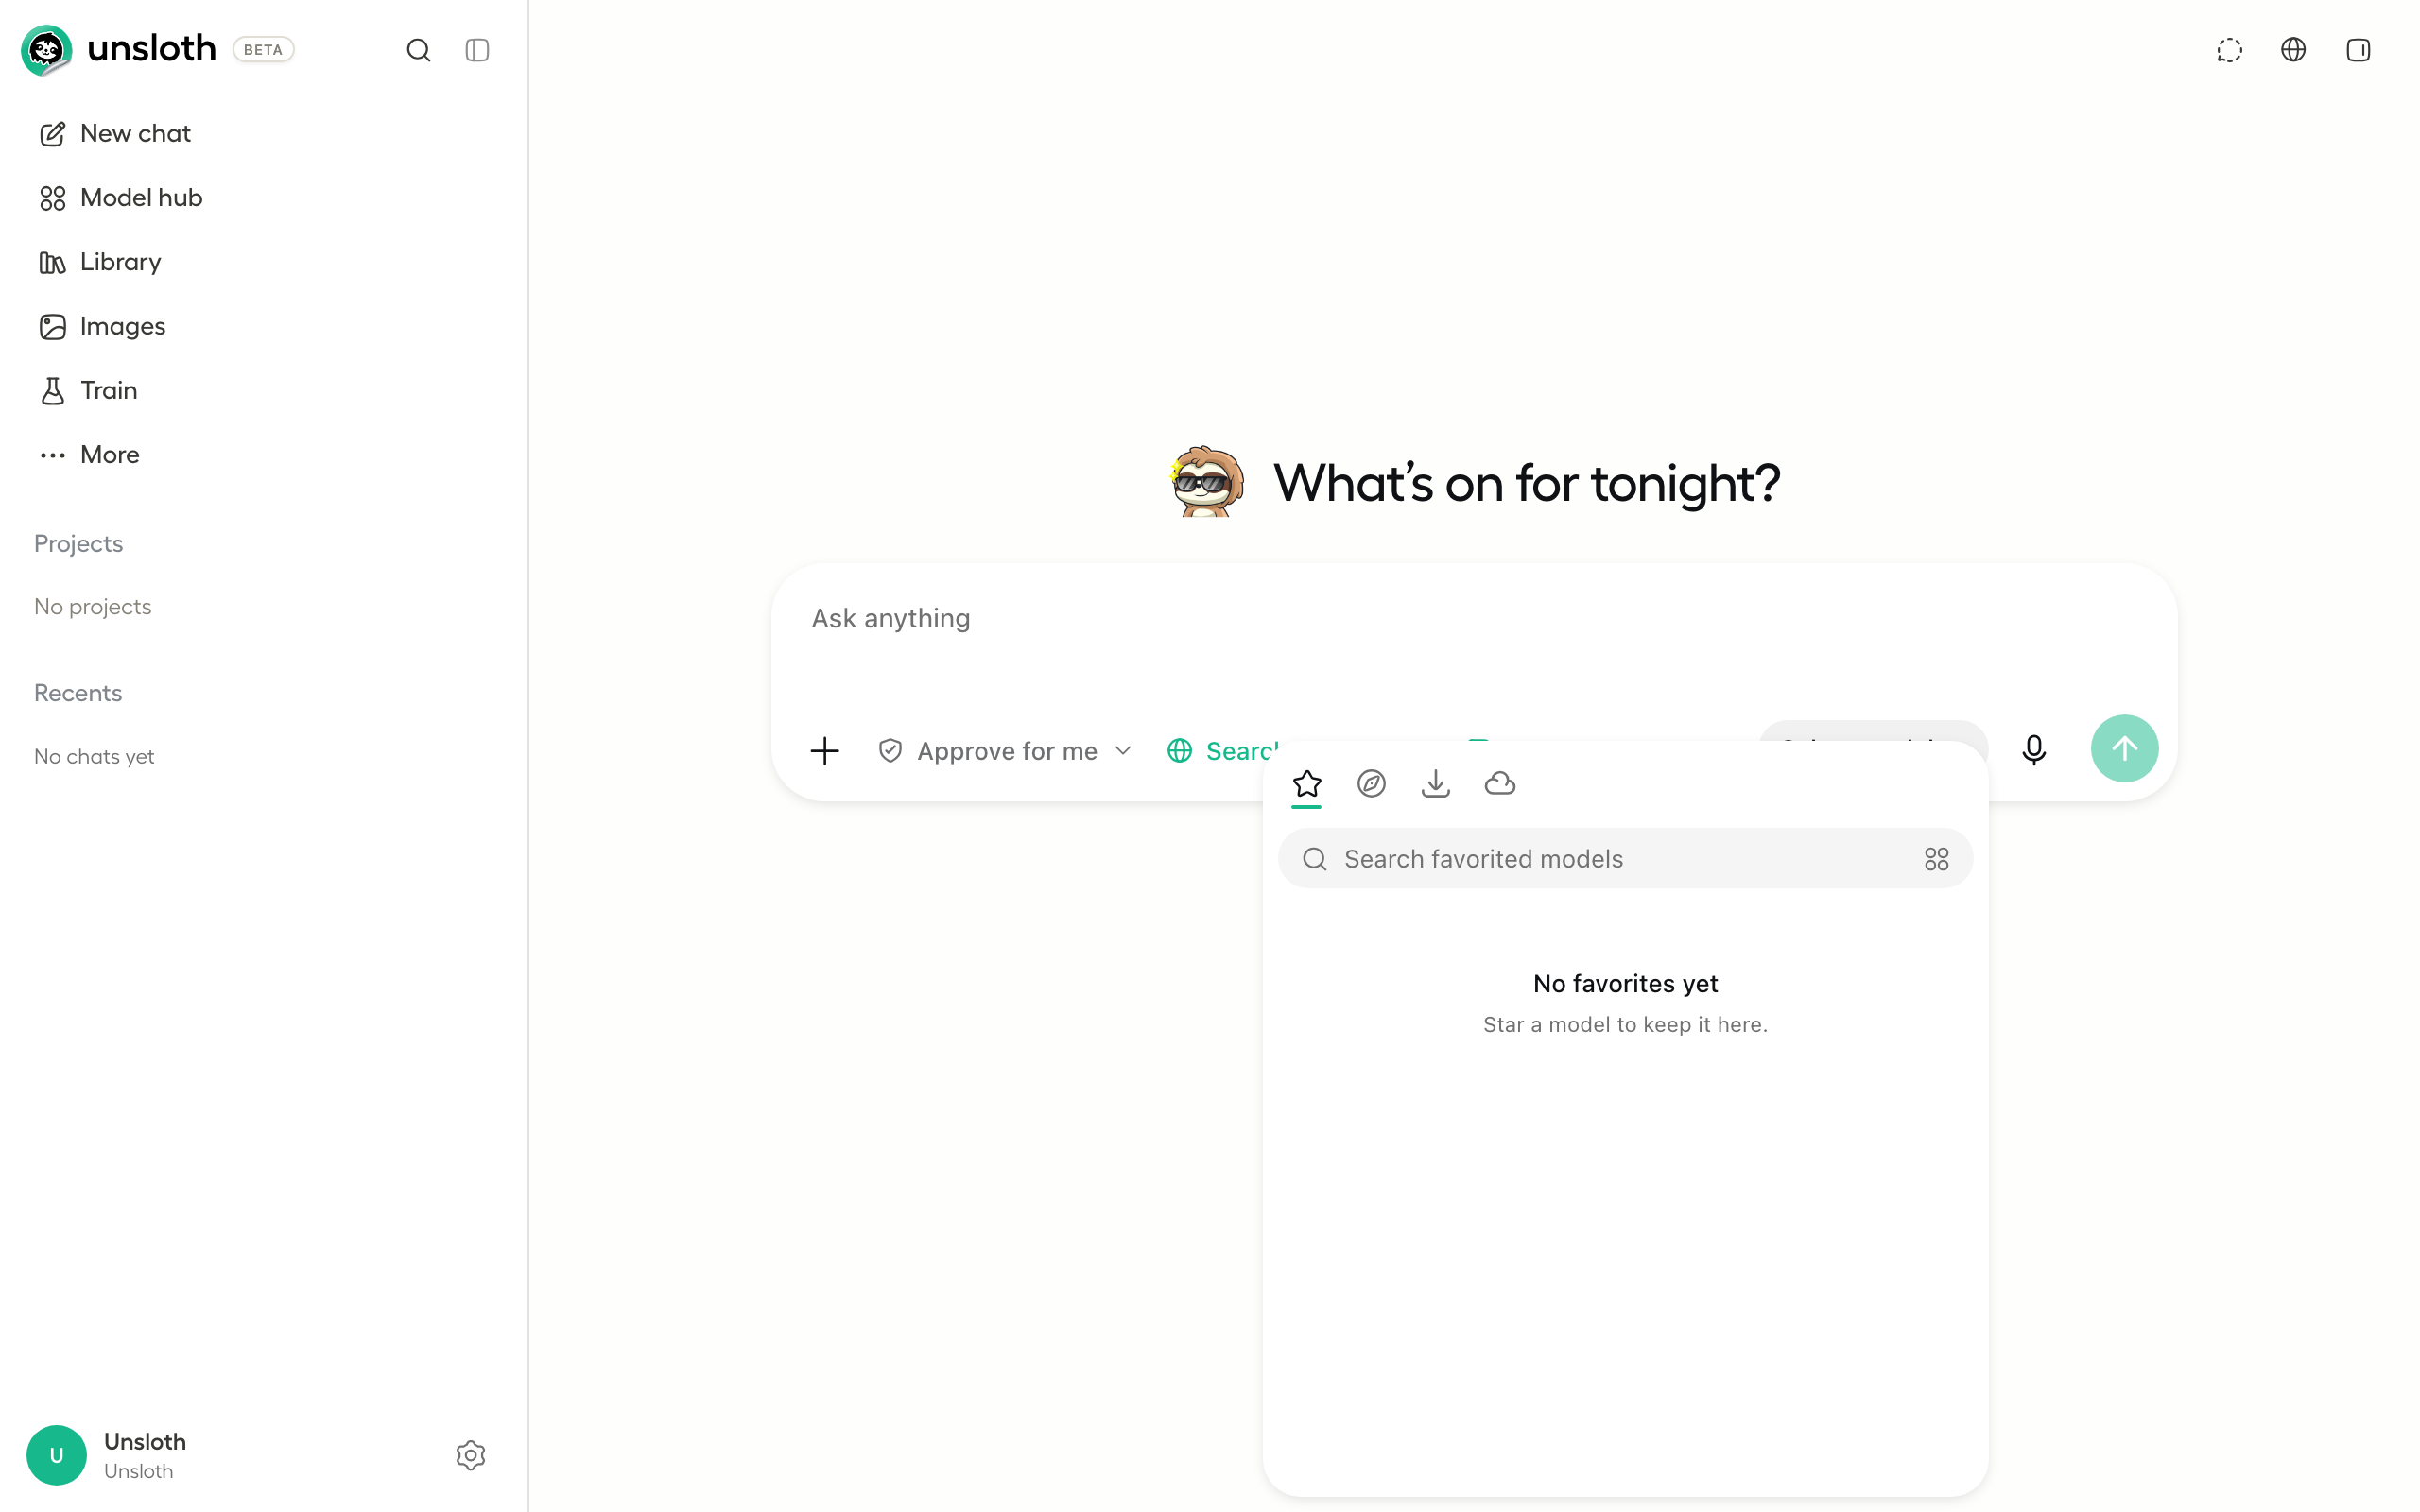 unsloth BETA
New chat
Model hub
Library
Images
Train
More
Projects
No projects
Recents
No chats yet
U
Unsloth
Unsloth
What's on for tonight?
Ask anything
Approve for me
Search favorited models
No favorites yet
Star a model to keep it here.